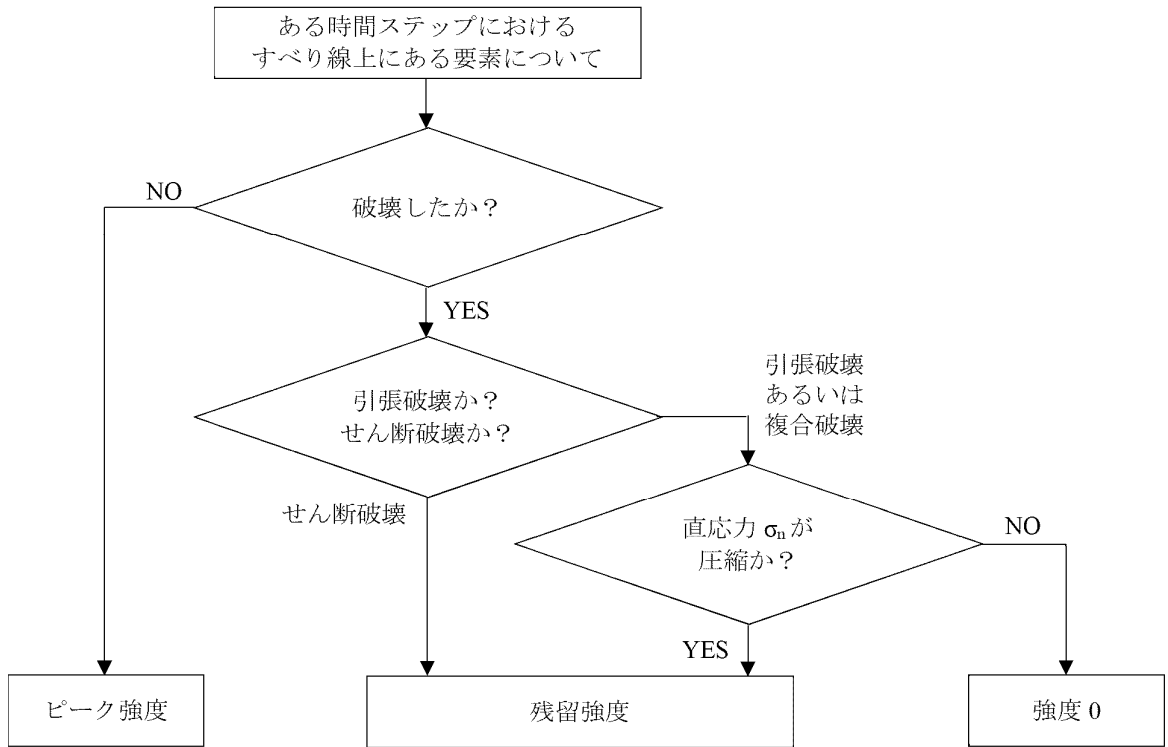 ある時間ステップにおける
すべり線上にある要素について
NO
破壊したか？
YES
引張破壊か？
せん断破壊か？
引張破壊
あるいは
複合破壊
せん断破壊
直応力 σn が
圧縮か？
NO
YES
ピーク強度
残留強度
強度 0